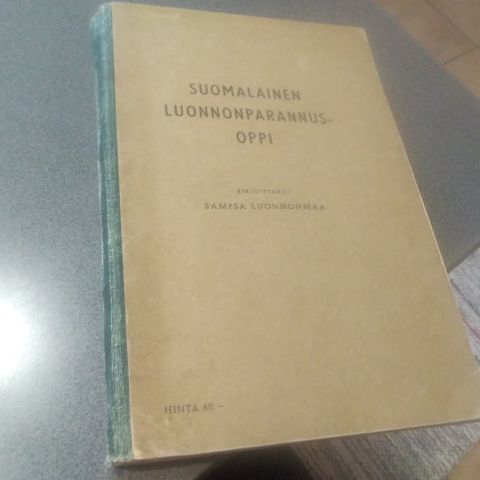 SUOMALAINEN
LUONNONPARANNUS-
OPPI
KIRJOITTANUT
SAMPSA LUONNONMAA
HINTA 60 –